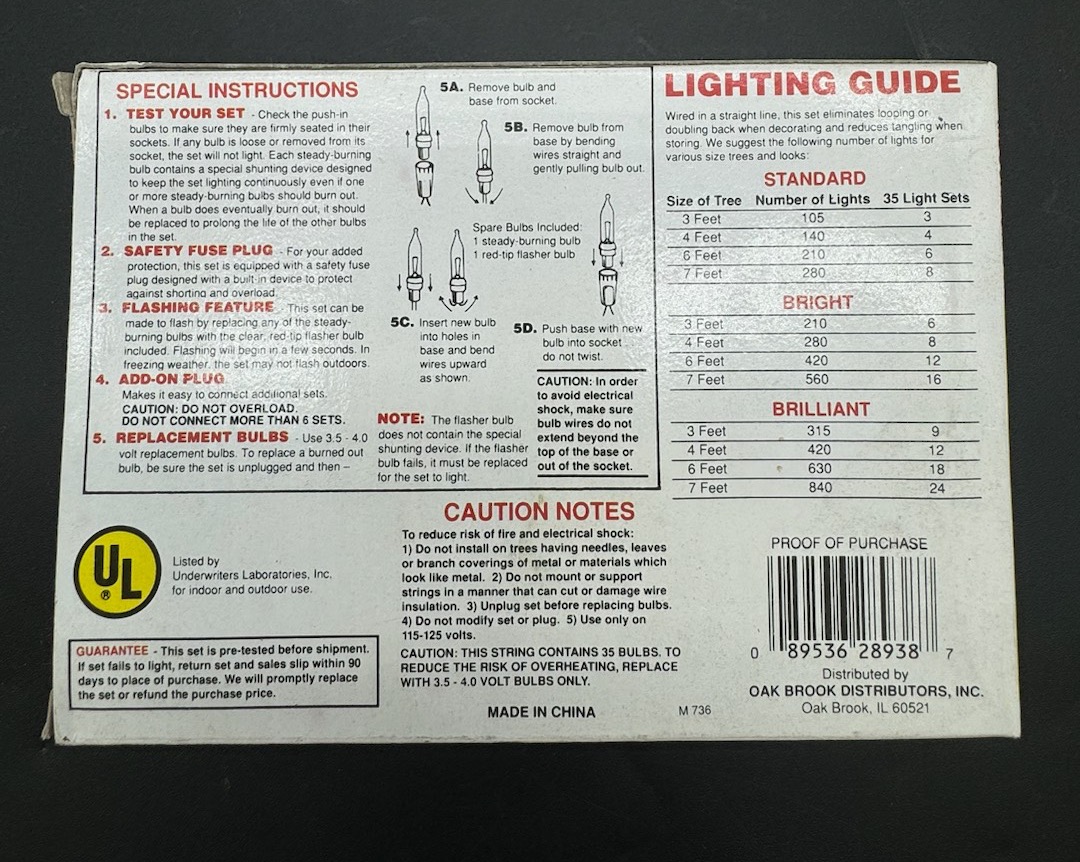 SPECIAL INSTRUCTIONS
1. TEST YOUR SET - Check the push-in
bulbs to make sure they are firmly seated in their
sockets. If any bulb is loose or removed from its
socket, the set will not light. Each steady-burning
bulb contains a special shunting device designed
to keep the set lighting continuously even if one
or more steady-burning bulbs should burn out.
When a bulb does eventually burn out, it should
be replaced to prolong the life of the other bulbs
in the set.
2. SAFETY FUSE PLUG - For your added
protection, this set is equipped with a safety fuse
plug designed with a built-in device to protect
against shorting and overload.
3. FLASHING FEATURE - This set can be
made to flash by replacing any of the steady-
burning bulbs with the clear, red-tip flasher bulb
included. Flashing will begin in a few seconds. In
freezing weather, the set may not flash outdoors.
4. ADD-ON PLUG
Makes it easy to connect additional sets.
CAUTION: DO NOT OVERLOAD.
DO NOT CONNECT MORE THAN 6 SETS.
5. REPLACEMENT BULBS - Use 3.5 - 4.0
volt replacement bulbs. To replace a burned out
bulb, be sure the set is unplugged and then –
5A. Remove bulb and
base from socket.
5B. Remove bulb from
base by bending
wires straight and
gently pulling bulb out.
Spare Bulbs Included:
1 steady-burning bulb
1 red-tip flasher bulb
5C. Insert new bulb
into holes in
base and bend
wires upward
as shown.
5D. Push base with new
bulb into socket
do not twist.
NOTE: The flasher bulb
does not contain the special
shunting device. If the flasher
bulb fails, it must be replaced
for the set to light.
CAUTION: In order
to avoid electrical
shock, make sure
bulb wires do not
extend beyond the
top of the base or
out of the socket.
LIGHTING GUIDE
Wired in a straight line, this set eliminates looping or
doubling back when decorating and reduces tangling when
storing. We suggest the following number of lights for
various size trees and looks:
STANDARD
Size of Tree Number of Lights 35 Light Sets
3 Feet 105 3
4 Feet 140 4
6 Feet 210 6
7 Feet 280 8
BRIGHT
3 Feet 210 6
4 Feet 280 8
6 Feet 420 12
7 Feet 560 16
BRILLIANT
3 Feet 315 9
4 Feet 420 12
6 Feet 630 18
7 Feet 840 24
UL
®
Listed by
Underwriters Laboratories, Inc.
for indoor and outdoor use.
GUARANTEE - This set is pre-tested before shipment.
If set fails to light, return set and sales slip within 90
days to place of purchase. We will promptly replace
the set or refund the purchase price.
CAUTION NOTES
To reduce risk of fire and electrical shock:
1) Do not install on trees having needles, leaves
or branch coverings of metal or materials which
look like metal. 2) Do not mount or support
strings in a manner that can cut or damage wire
insulation. 3) Unplug set before replacing bulbs.
4) Do not modify set or plug. 5) Use only on
115-125 volts.
CAUTION: THIS STRING CONTAINS 35 BULBS. TO
REDUCE THE RISK OF OVERHEATING, REPLACE
WITH 3.5 - 4.0 VOLT BULBS ONLY.
MADE IN CHINA
M 736
PROOF OF PURCHASE
0 89536 28938 7
Distributed by
OAK BROOK DISTRIBUTORS, INC.
Oak Brook, IL 60521